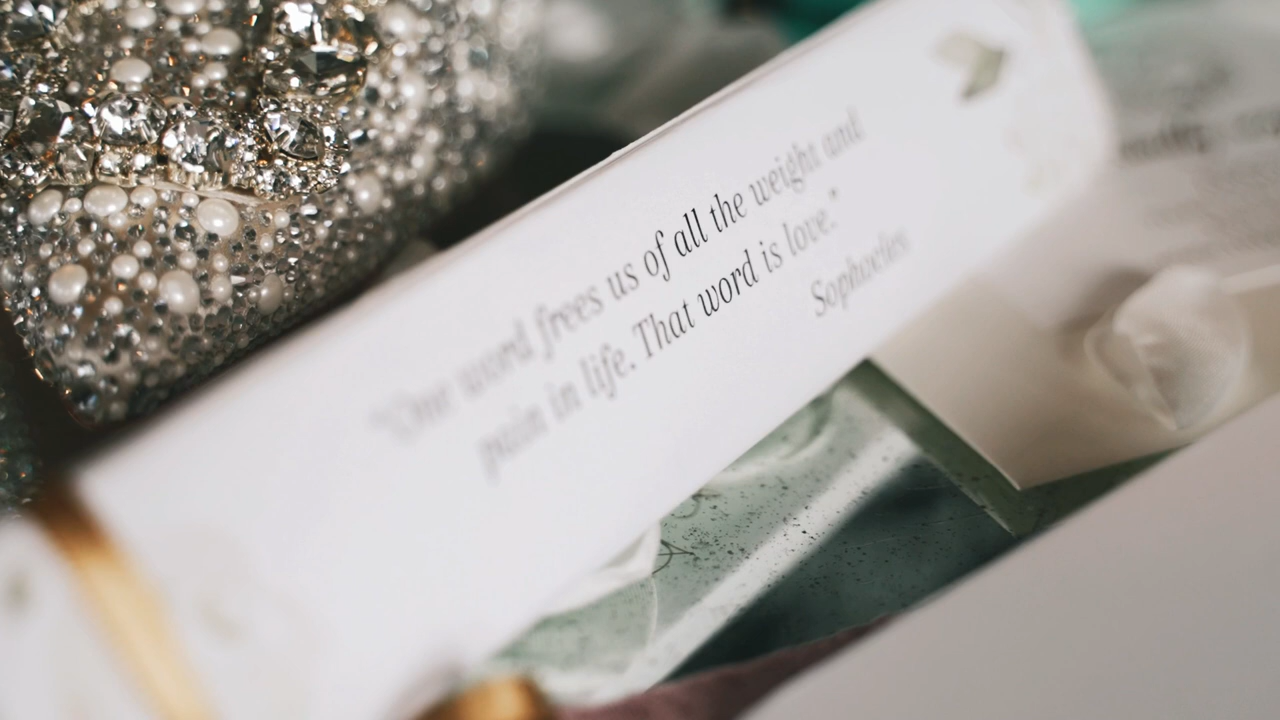 "One word frees us of all the weight and
pain in life. That word is love."
Sophocles